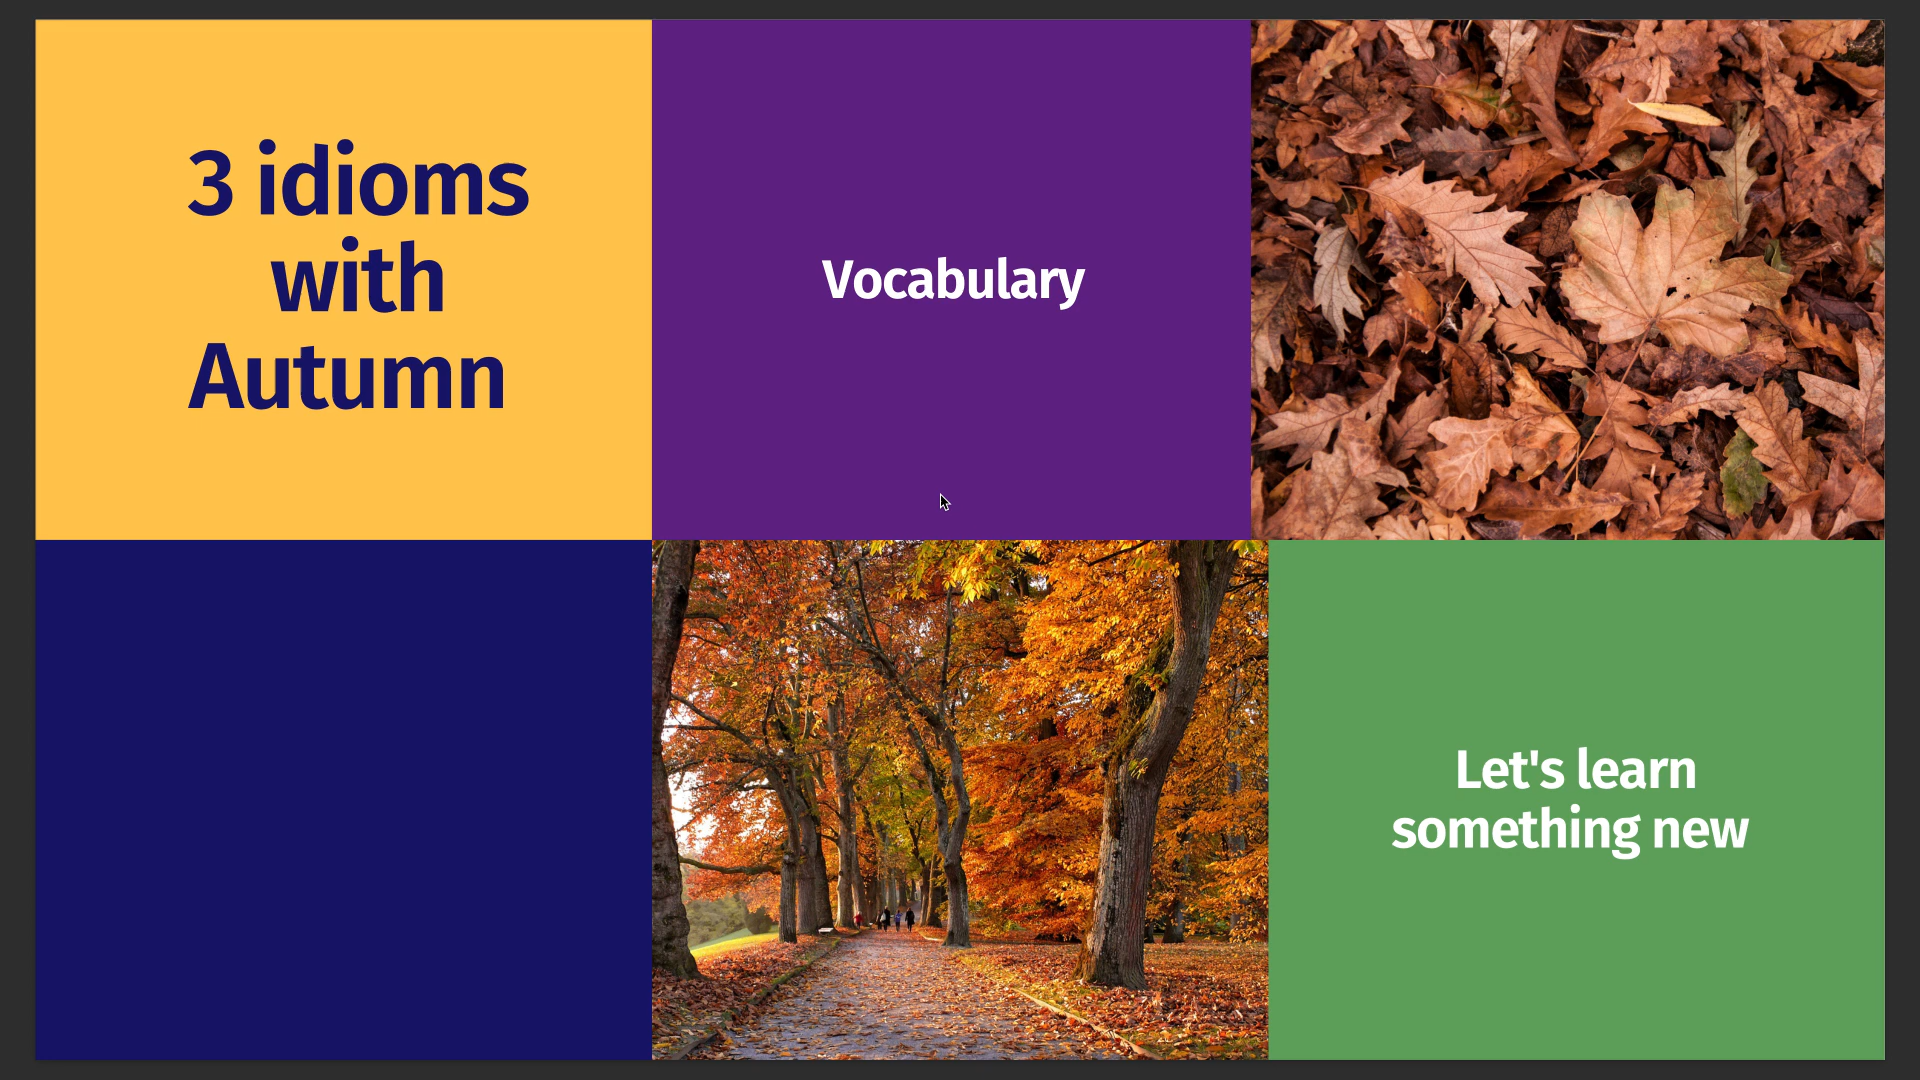 3 idioms
with
Autumn
Vocabulary
Let's learn
something new